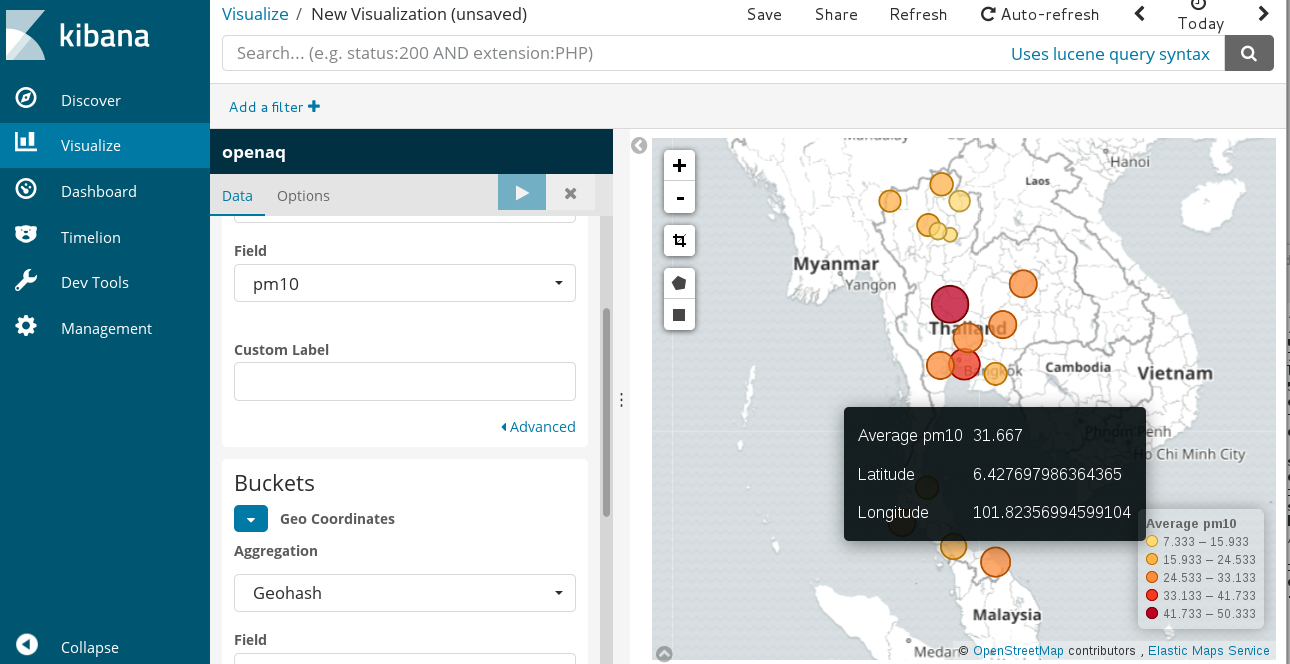 kibana
Discover
Visualize
Dashboard
Timelion
Dev Tools
Management
Collapse
Visualize / New Visualization (unsaved)
Save Share Refresh Auto-refresh Today
Search... (e.g. status:200 AND extension:PHP)
Uses lucene query syntax
Add a filter
openaq
Data Options
Field
pm10
Custom Label
Advanced
Buckets
Geo Coordinates
Aggregation
Geohash
Field
+
-
Mandalay
Hanoi
Laos
Myanmar
Yangon
Thailand
Bangkok
Cambodia
Vietnam
Phnom Penh
Ho Chi Minh City
Average pm10 31.667
Latitude 6.427697986364365
Longitude 101.82356994599104
Average pm10
7.333 – 15.933
15.933 – 24.533
24.533 – 33.133
33.133 – 41.733
41.733 – 50.333
Malaysia
Medan
© OpenStreetMap contributors , Elastic Maps Service